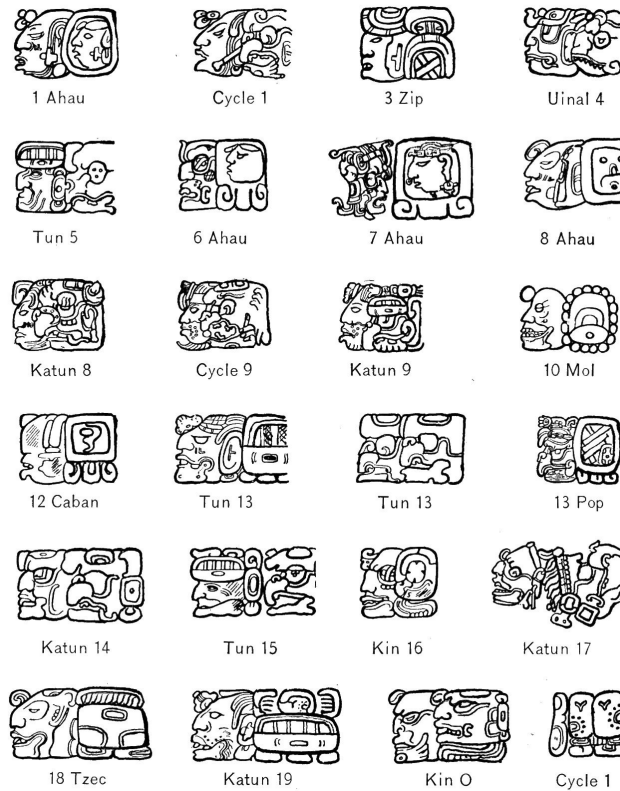 1 Ahau Cycle 1 3 Zip Uinal 4
Tun 5 6 Ahau 7 Ahau 8 Ahau
Katun 8 Cycle 9 Katun 9 10 Mol
12 Caban Tun 13 Tun 13 13 Pop
Katun 14 Tun 15 Kin 16 Katun 17
18 Tzec Katun 19 Kin O Cycle 1